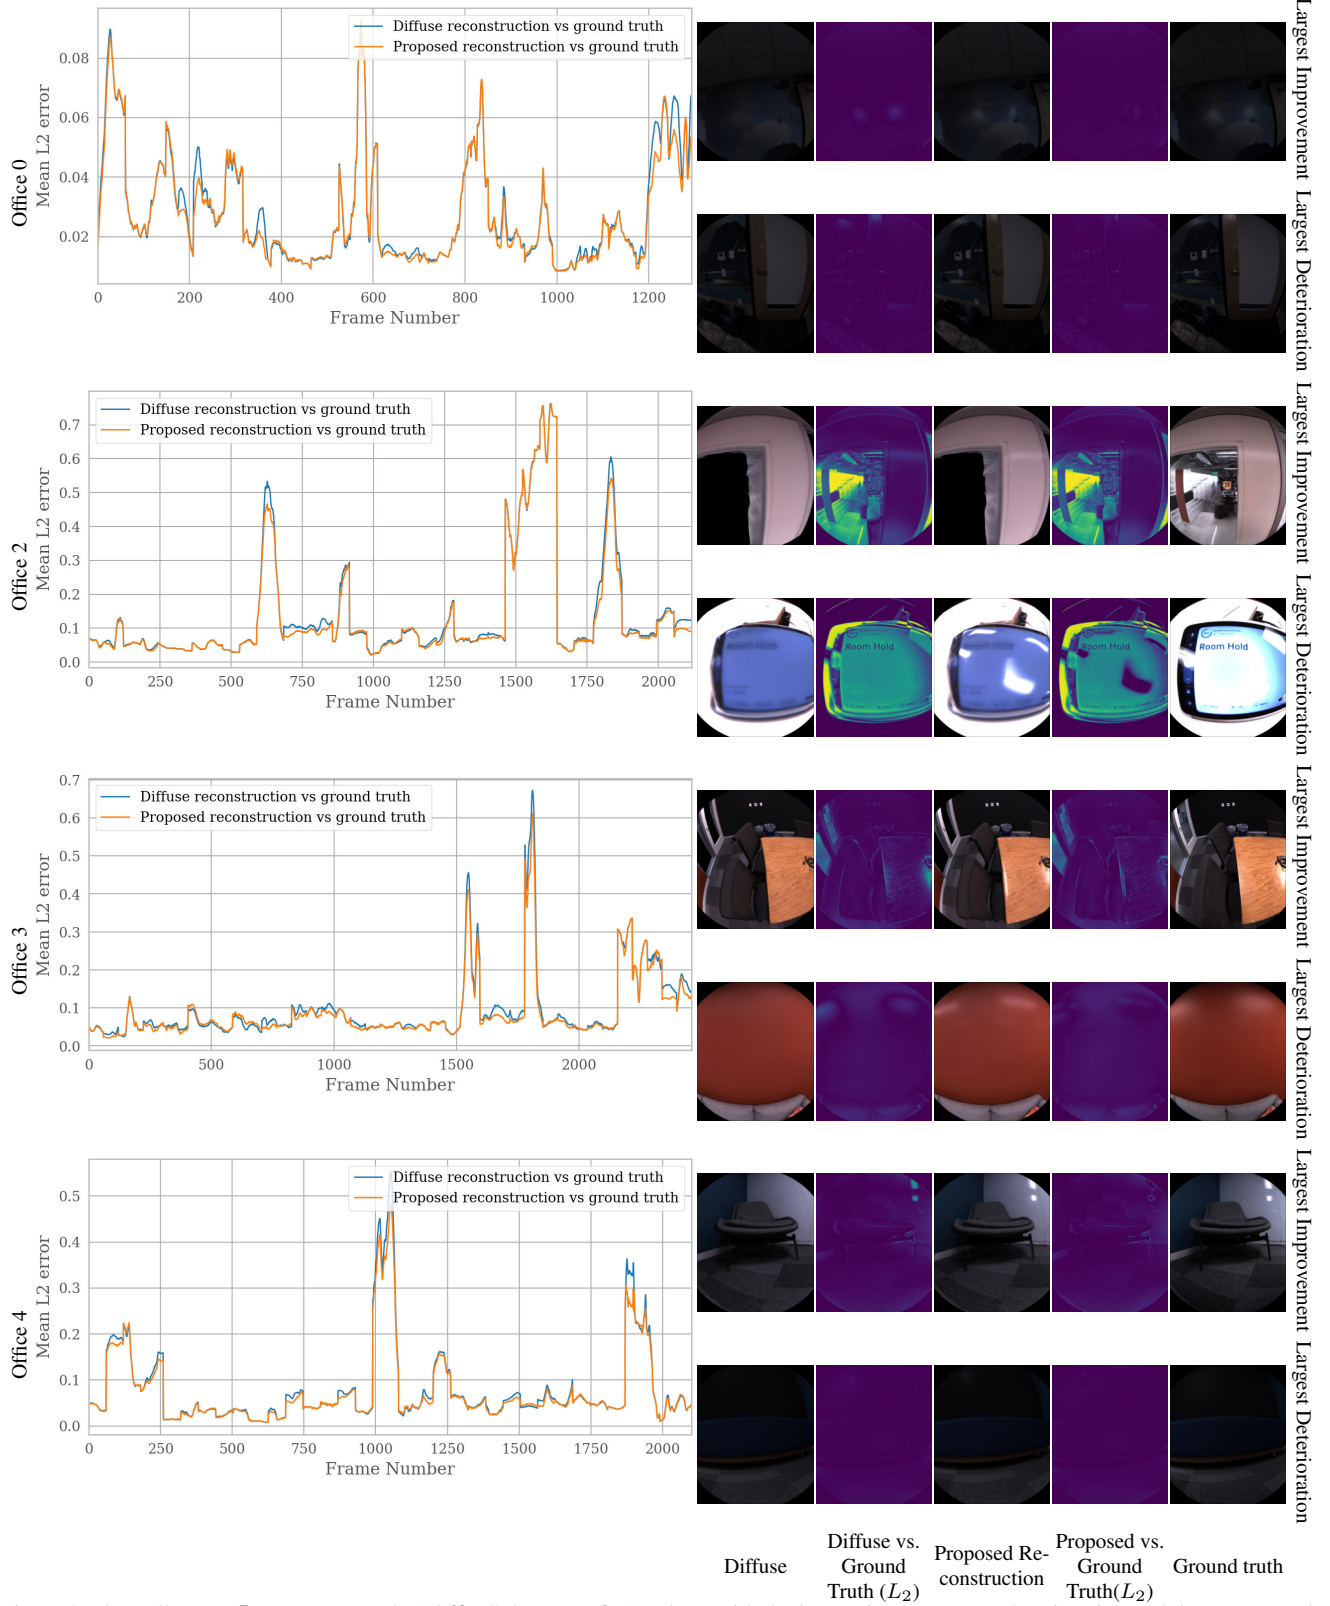 Office 0
Mean L2 error
0.08
0.06
0.04
0.02
Diffuse reconstruction vs ground truth
Proposed reconstruction vs ground truth
0 200 400 600 800 1000 1200
Frame Number
Largest Improvement
Largest Deterioration
Office 2
Mean L2 error
0.7
0.6
0.5
0.4
0.3
0.2
0.1
0.0
Diffuse reconstruction vs ground truth
Proposed reconstruction vs ground truth
0 250 500 750 1000 1250 1500 1750 2000
Frame Number
Largest Improvement
Room Hold
Room Hold
Room Hold
Room Hold
Room Hold
Largest Deterioration
Office 3
Mean L2 error
0.7
0.6
0.5
0.4
0.3
0.2
0.1
0.0
Diffuse reconstruction vs ground truth
Proposed reconstruction vs ground truth
0 500 1000 1500 2000
Frame Number
Largest Improvement
Largest Deterioration
Office 4
Mean L2 error
0.5
0.4
0.3
0.2
0.1
0.0
Diffuse reconstruction vs ground truth
Proposed reconstruction vs ground truth
0 250 500 750 1000 1250 1500 1750 2000
Frame Number
Largest Improvement
Largest Deterioration
Diffuse
Diffuse vs.
Ground
Truth (L₂)
Proposed Re-
construction
Proposed vs.
Ground
Truth(L₂)
Ground truth